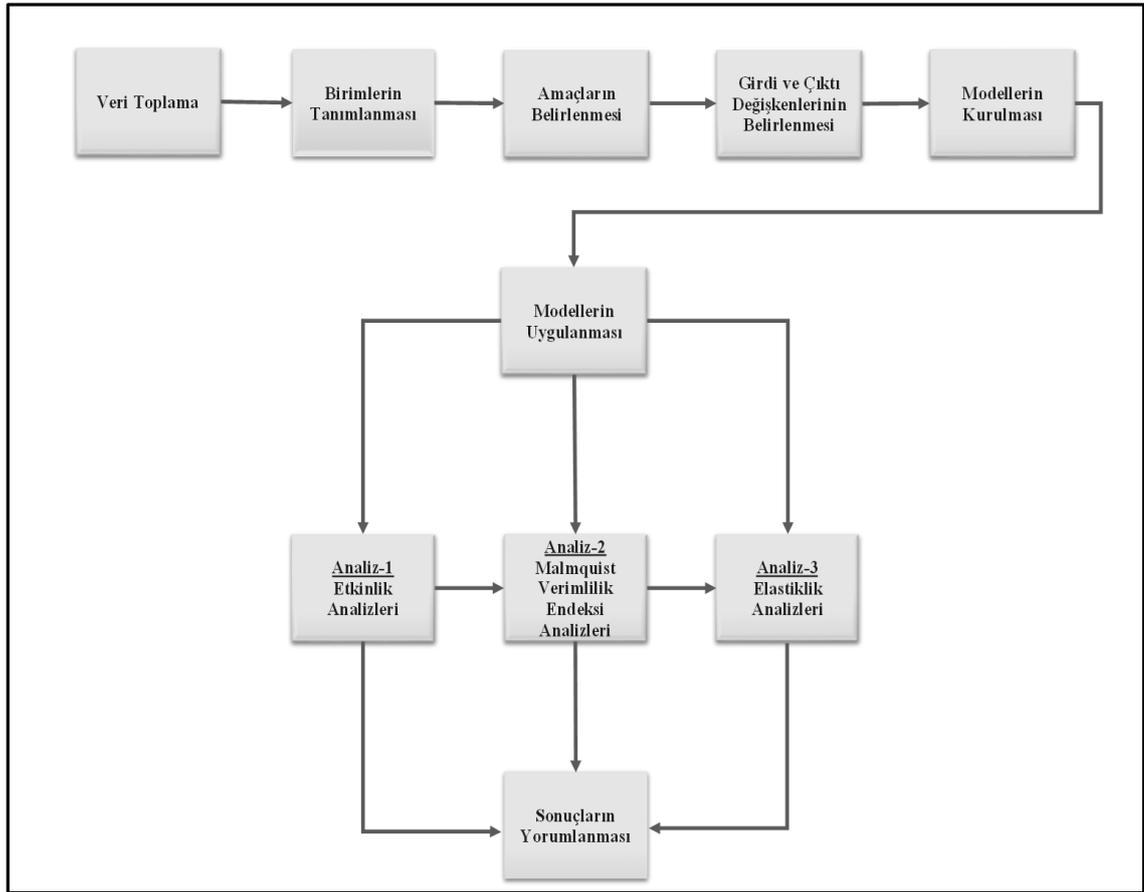 Veri Toplama
Birimlerin
Tanımlanması
Amaçların
Belirlenmesi
Girdi ve Çıktı
Değişkenlerinin
Belirlenmesi
Modellerin
Kurulması
Modellerin
Uygulanması
Analiz-1
Etkinlik
Analizleri
Analiz-2
Malmquist
Verimlilik
Endeksi
Analizleri
Analiz-3
Elastiklik
Analizleri
Sonuçların
Yorumlanması